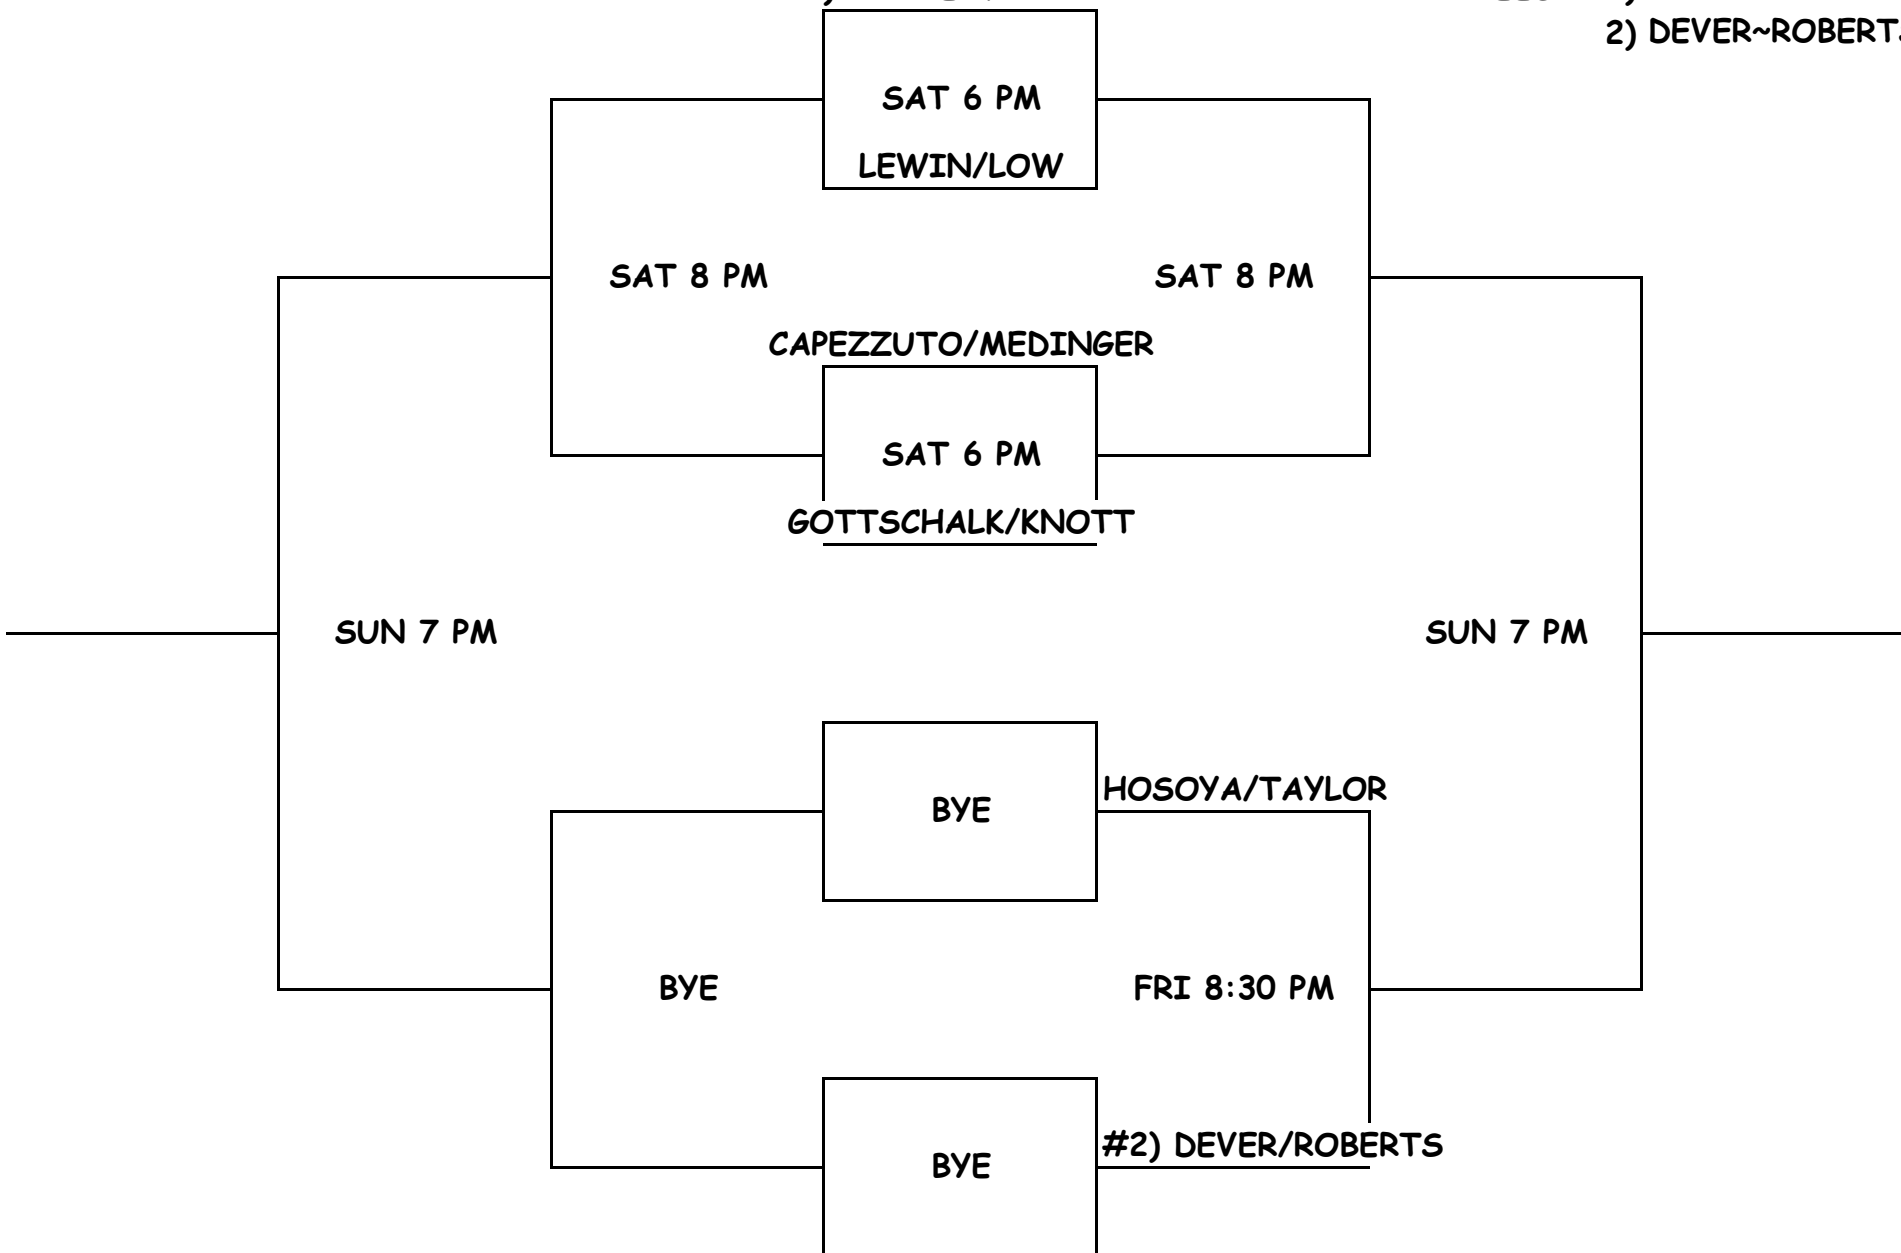 2) DEVER~ROBERTS
SAT 6 PM
LEWIN/LOW
SAT 8 PM
SAT 8 PM
CAPEZZUTO/MEDINGER
SAT 6 PM
GOTTSCHALK/KNOTT
SUN 7 PM
SUN 7 PM
HOSOYA/TAYLOR
BYE
BYE
FRI 8:30 PM
#2) DEVER/ROBERTS
BYE